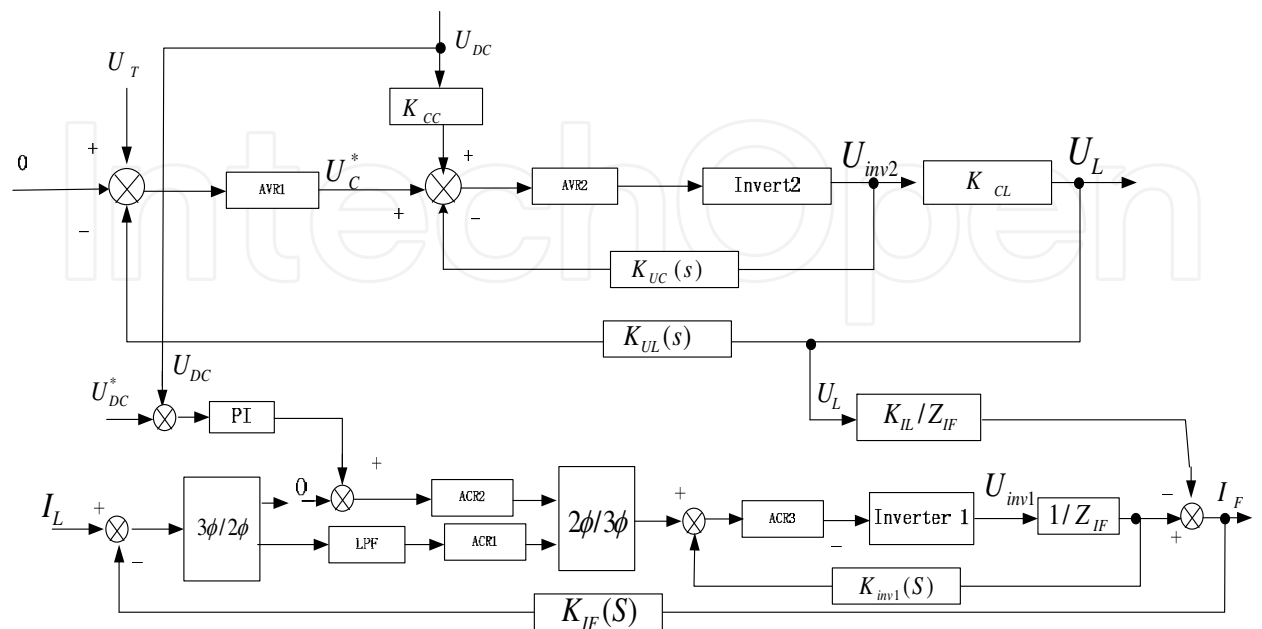 U_DC
U_T
K_CC
IntechOpen
0
+
+
U_C^*
AVR1
AVR2
Invert2
U_inv2
K_CL
U_L
+
−
−
K_UC(s)
K_UL(s)
U_DC
U_DC^*
PI
U_L
K_IL/Z_IF
+
0
I_L
+
3ϕ/2ϕ
ACR2
LPF
ACR1
2ϕ/3ϕ
+
ACR3
−
Inverter 1
U_inv1
1/Z_IF
−
+
I_F
−
K_inv1(S)
K_IF(S)